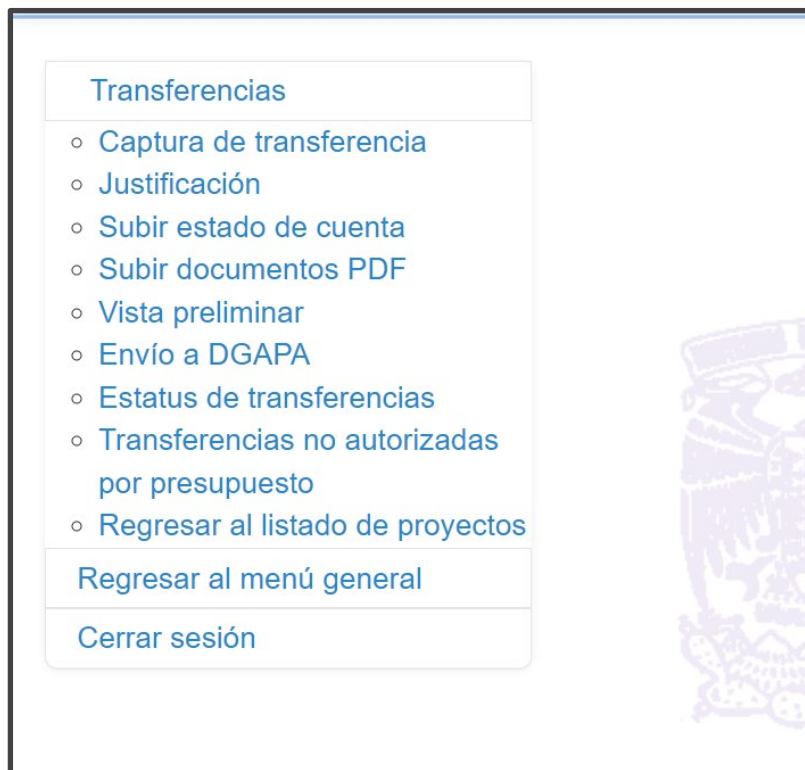 Transferencias
Captura de transferencia
Justificación
Subir estado de cuenta
Subir documentos PDF
Vista preliminar
Envío a DGAPA
Estatus de transferencias
Transferencias no autorizadas
por presupuesto
Regresar al listado de proyectos
Regresar al menú general
Cerrar sesión